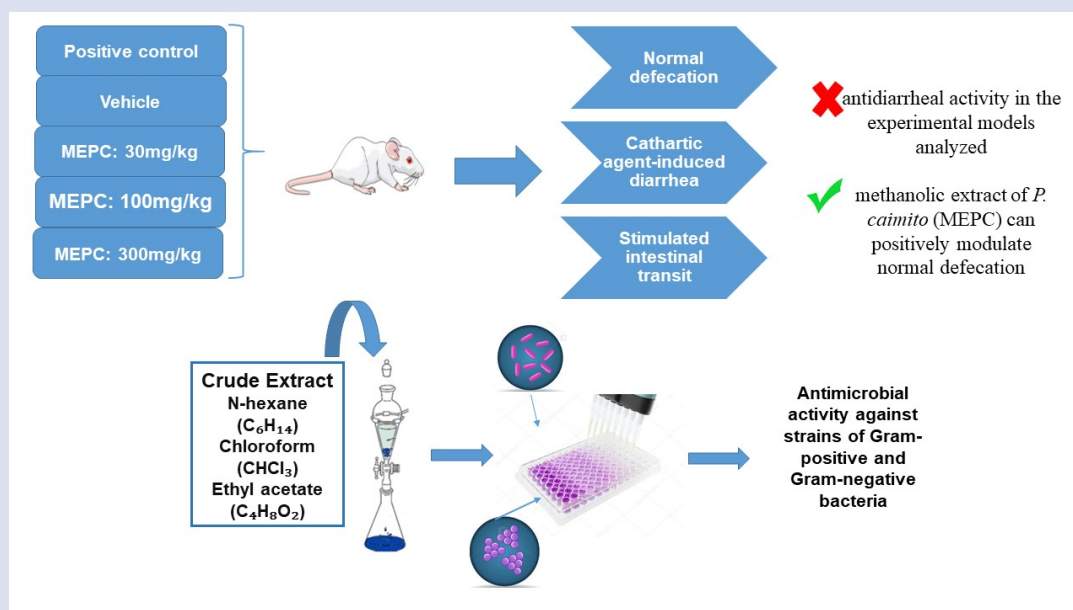 Positive control
Vehicle
MEPC: 30mg/kg
MEPC: 100mg/kg
MEPC: 300mg/kg
Normal
defecation
Cathartic
agent-induced
diarrhea
Stimulated
intestinal
transit
antidiarrheal activity in the
experimental models
analyzed
methanolic extract of P.
caimito (MEPC) can
positively modulate
normal defecation
Crude Extract
N-hexane
(C₆H₁₄)
Chloroform
(CHCl₃)
Ethyl acetate
(C₄H₈O₂)
Antimicrobial
activity against
strains of Gram-
positive and
Gram-negative
bacteria